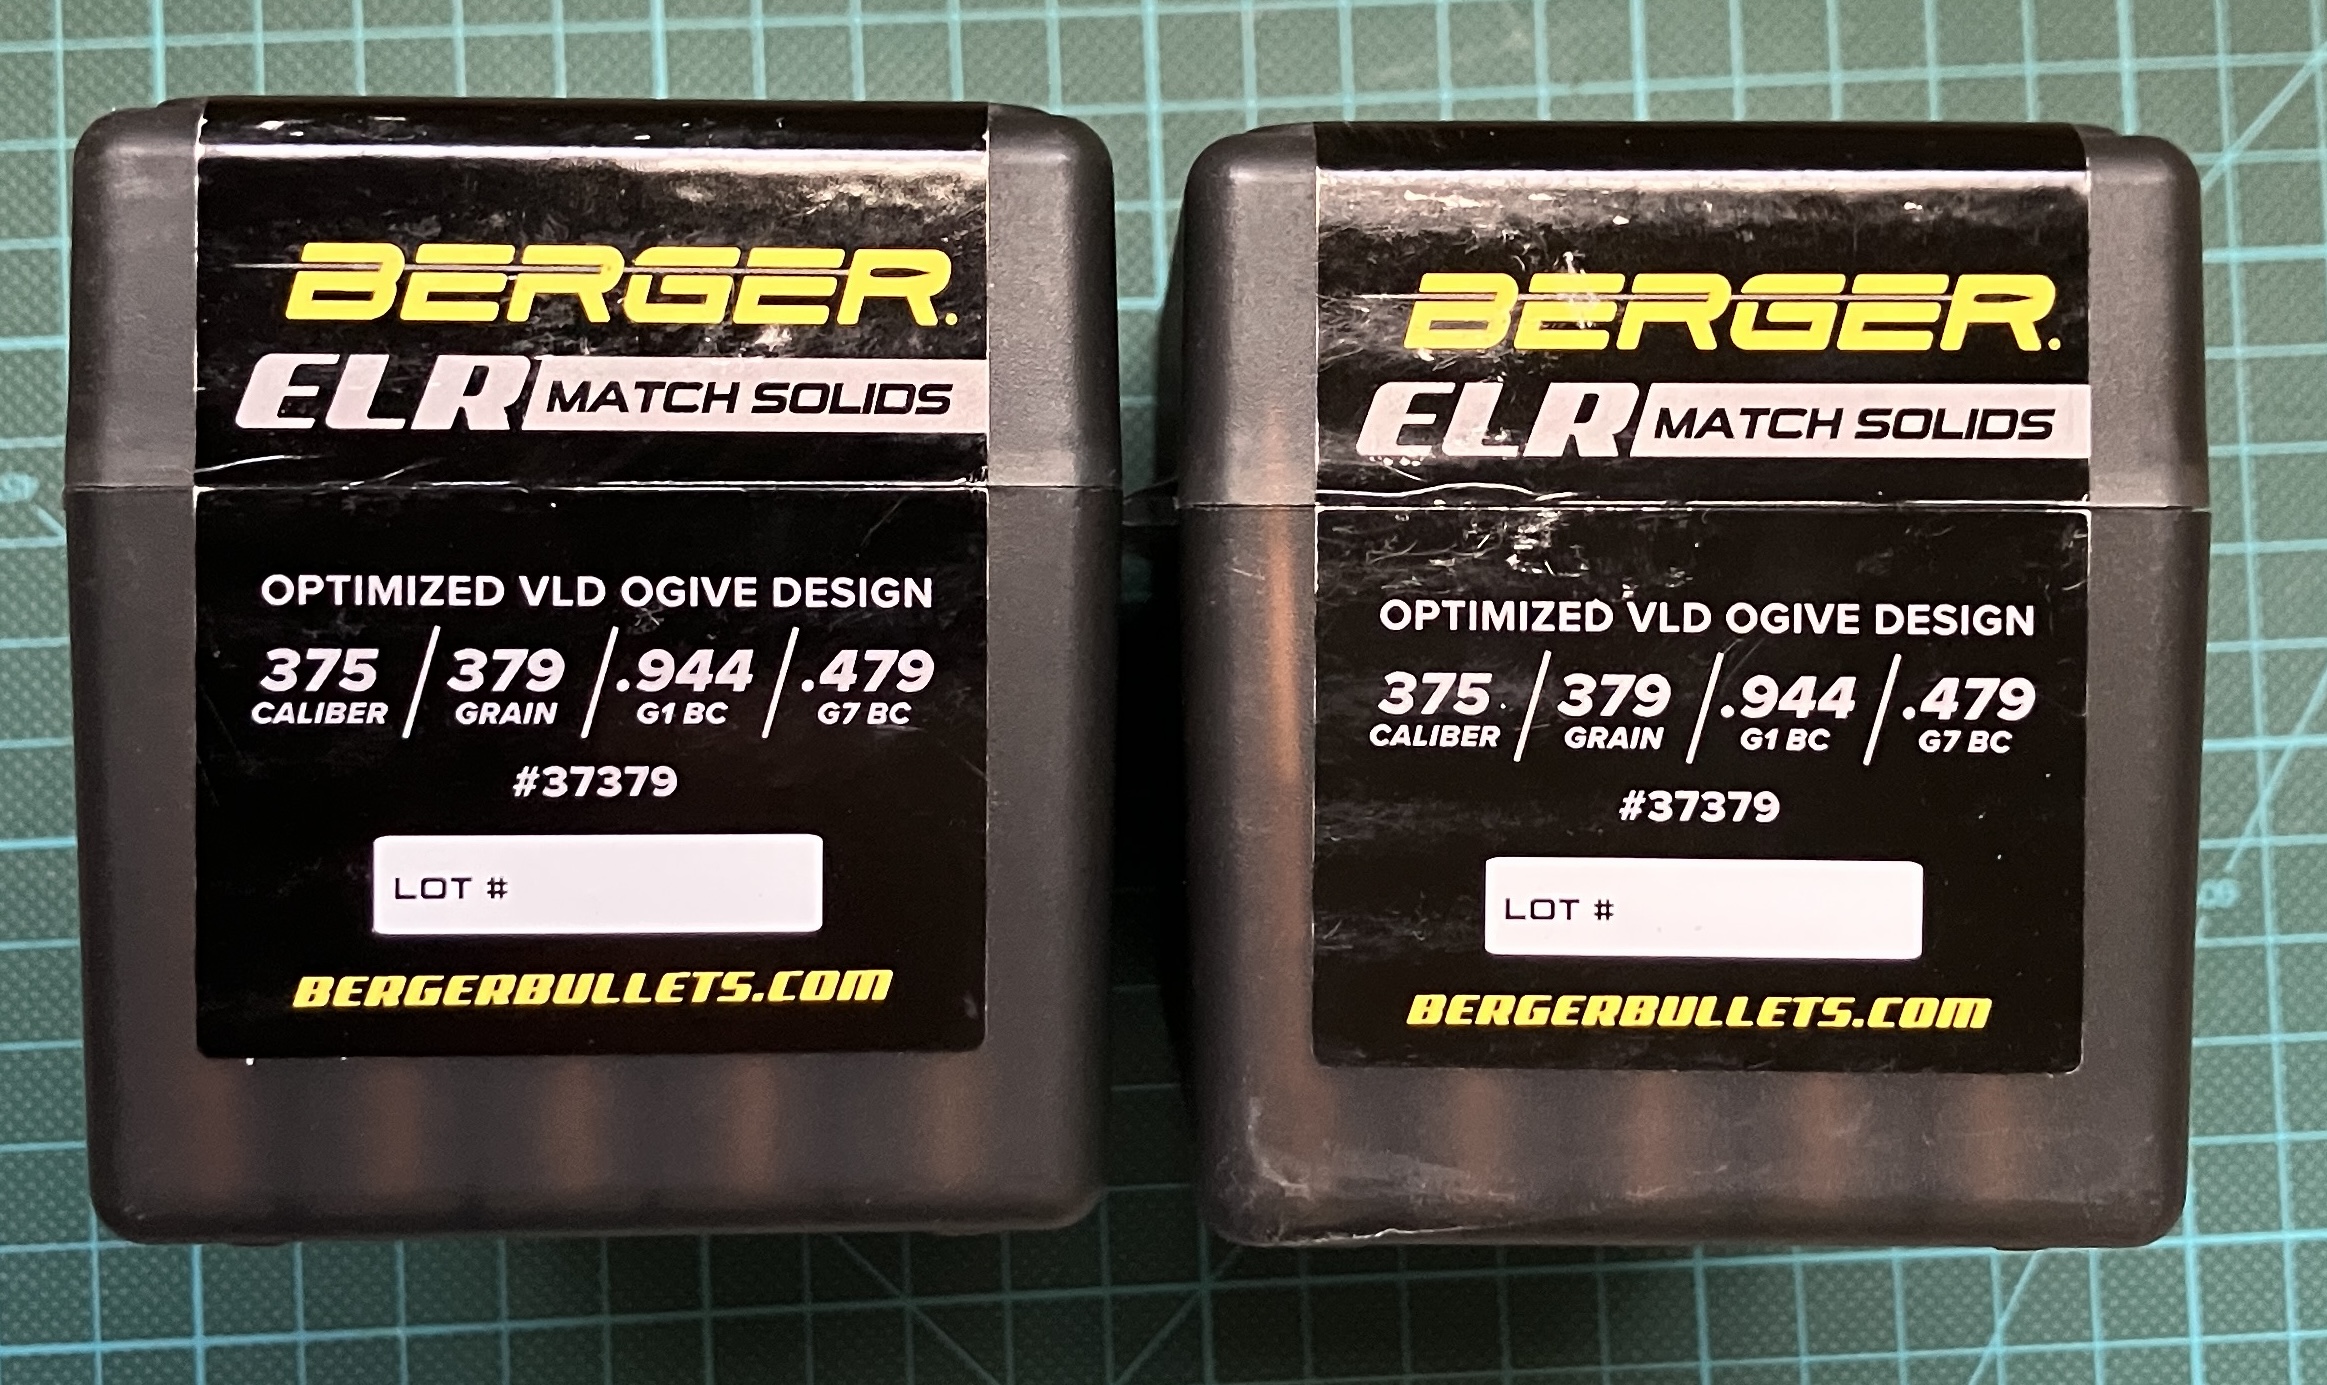 BERGER.
ELR MATCH SOLIDS
OPTIMIZED VLD OGIVE DESIGN
375 / 379 / .944 / .479
CALIBER GRAIN G1 BC G7 BC
#37379
LOT #
BERGERBULLETS.COM
BERGER.
ELR MATCH SOLIDS
OPTIMIZED VLD OGIVE DESIGN
375 / 379 / .944 / .479
CALIBER GRAIN G1 BC G7 BC
#37379
LOT #
BERGERBULLETS.COM